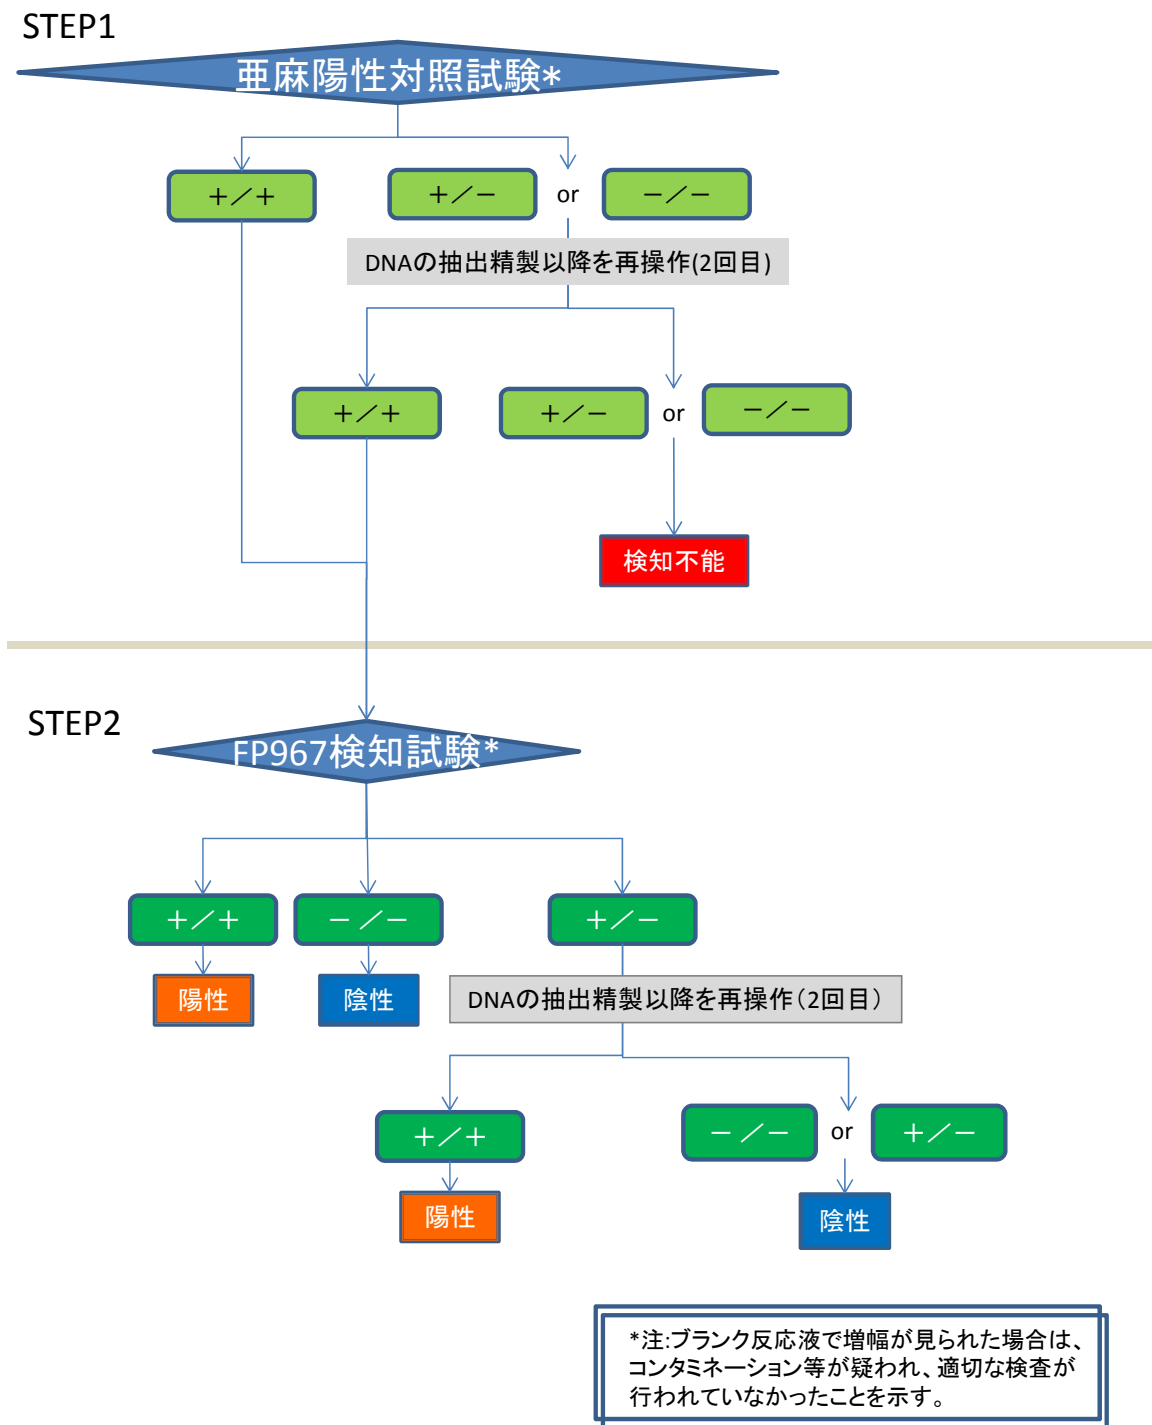 STEP1
亜麻陽性対照試験*
＋／＋
＋／－ or －／－
DNAの抽出精製以降を再操作(2回目)
＋／＋
＋／－ or －／－
検知不能
STEP2
FP967検知試験*
＋／＋
－／－
＋／－
陽性
陰性
DNAの抽出精製以降を再操作（2回目）
＋／＋
－／－ or ＋／－
陽性
陰性
*注:ブランク反応液で増幅が見られた場合は、
コンタミネーション等が疑われ、適切な検査が
行われていなかったことを示す。